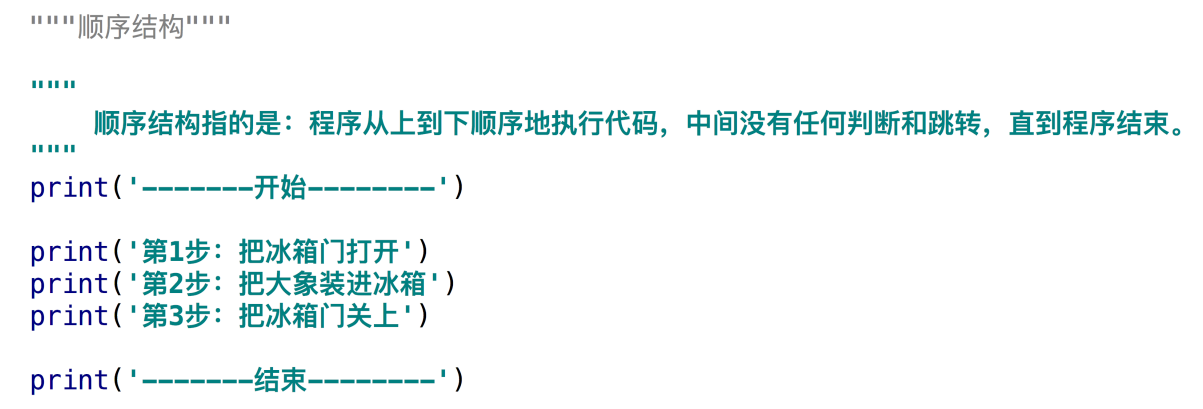 """顺序结构"""
"""
顺序结构指的是：程序从上到下顺序地执行代码，中间没有任何判断和跳转，直到程序结束。
"""
print('-------开始--------')
print('第1步：把冰箱门打开')
print('第2步：把大象装进冰箱')
print('第3步：把冰箱门关上')
print('-------结束--------')